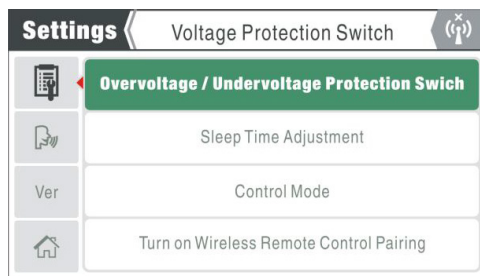 Settings
Voltage Protection Switch
Overvoltage / Undervoltage Protection Swich
Sleep Time Adjustment
Ver
Control Mode
Turn on Wireless Remote Control Pairing